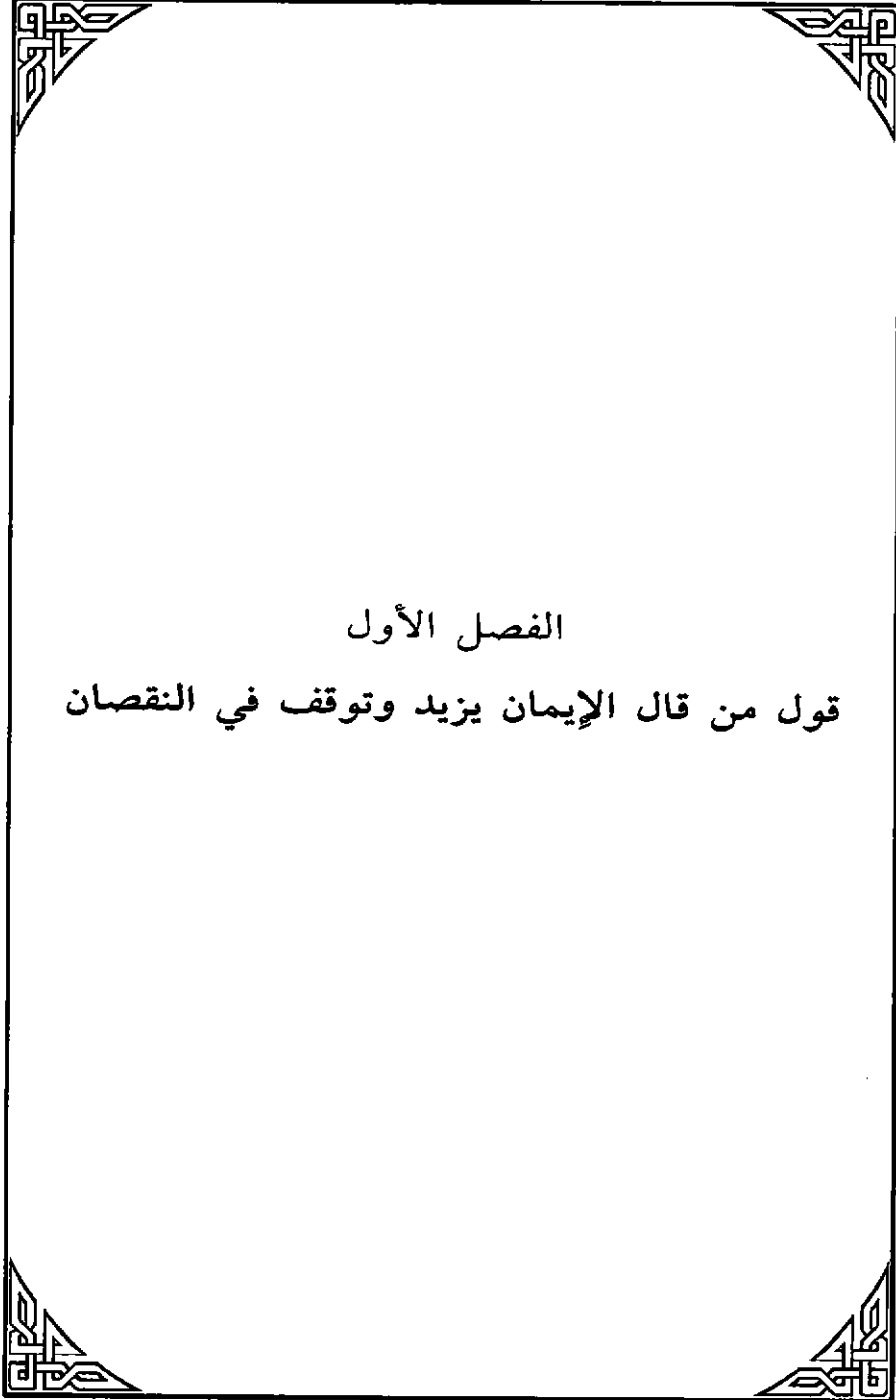 الفصل الأول
قول من قال الإيمان يزيد وتوقف في النقصان